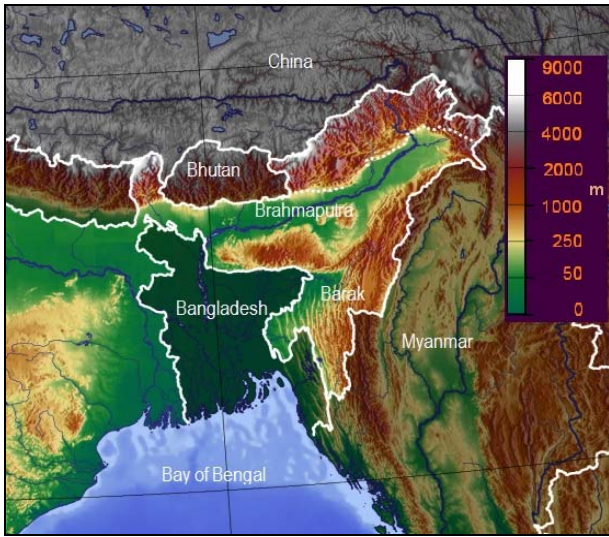 China
9000
6000
4000
2000
m
1000
250
50
0
Bhutan
Brahmaputra
Bangladesh
Barak
Myanmar
Bay of Bengal